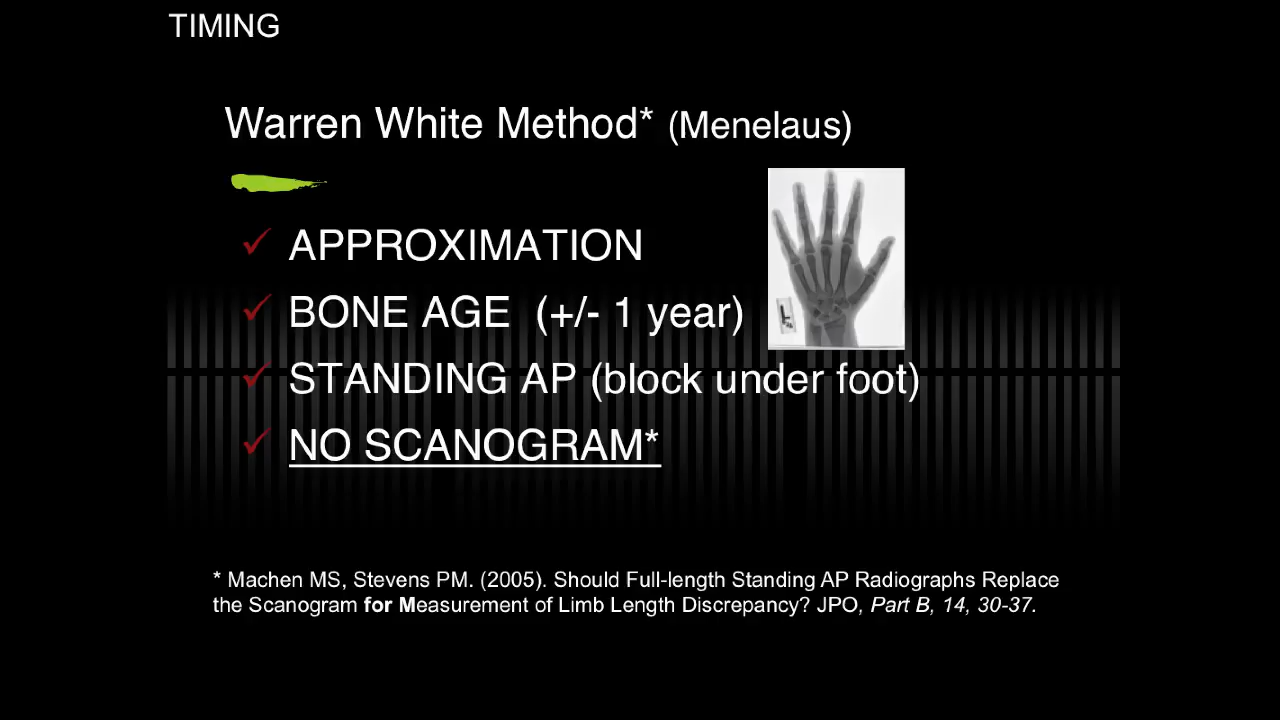 TIMING
Warren White Method* (Menelaus)
APPROXIMATION
BONE AGE (+/- 1 year)
STANDING AP (block under foot)
NO SCANOGRAM*
* Machen MS, Stevens PM. (2005). Should Full-length Standing AP Radiographs Replace
the Scanogram for Measurement of Limb Length Discrepancy? JPO, Part B, 14, 30-37.